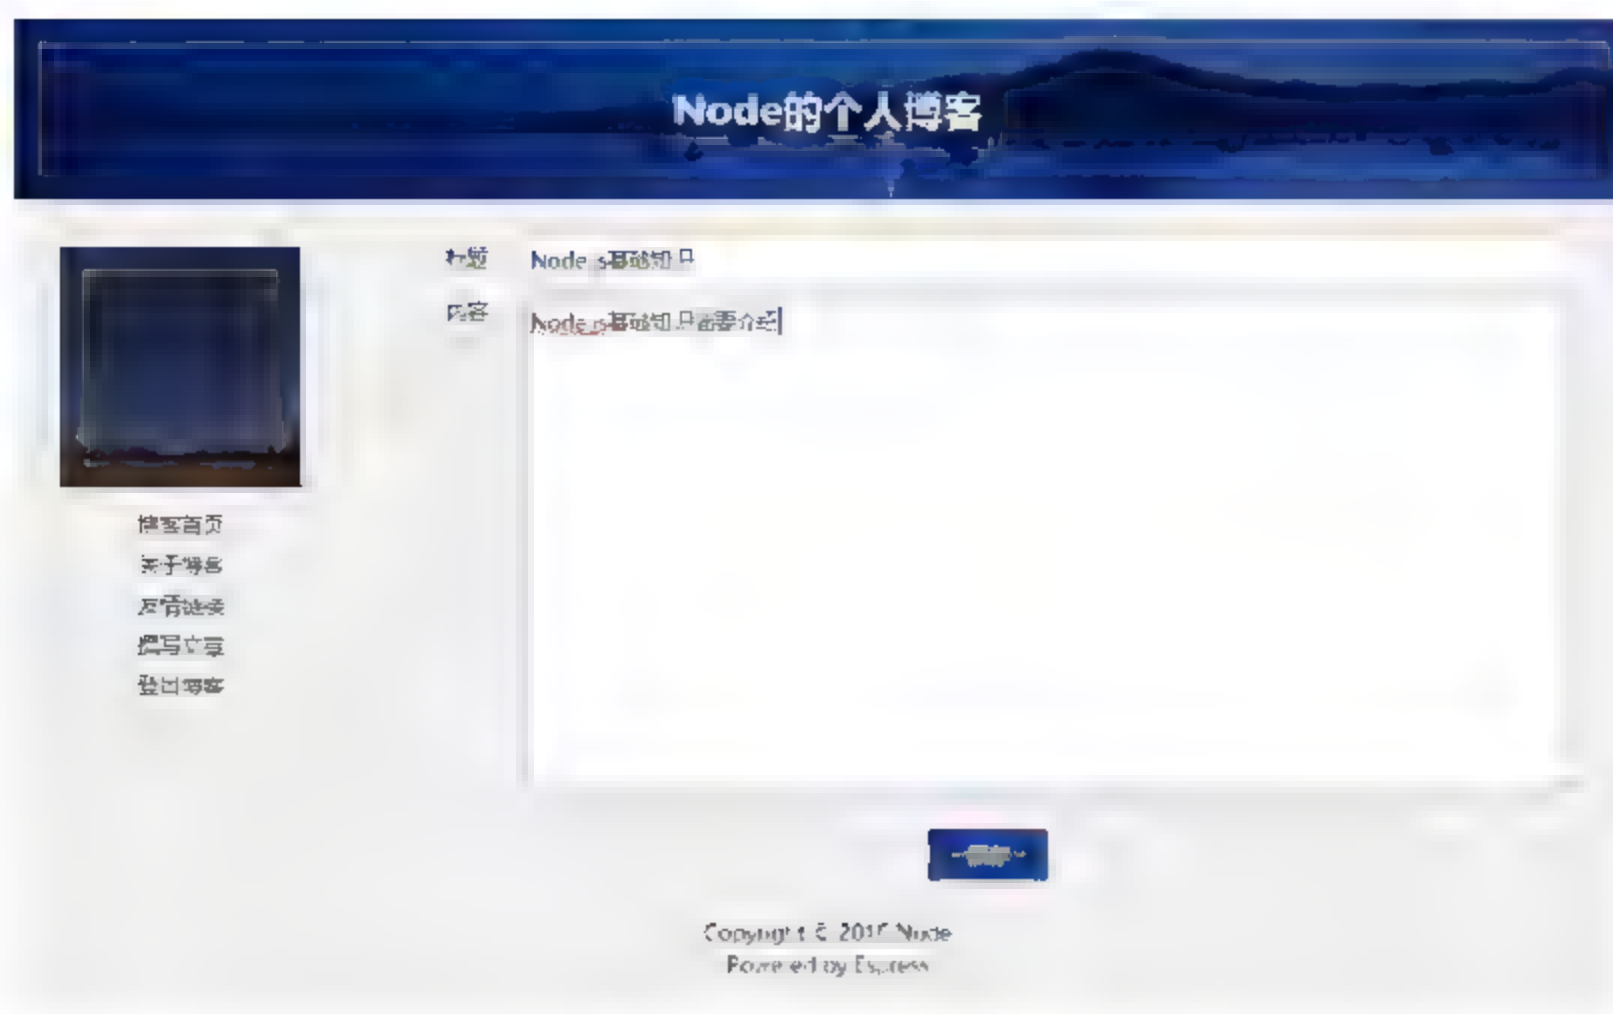 Node的个人博客
标题
Node.js基础知识
内容
Node.js基础知识简要介绍
博客首页
关于博客
友情链接
撰写文章
登出博客
Copyright © Node
Powered by Express